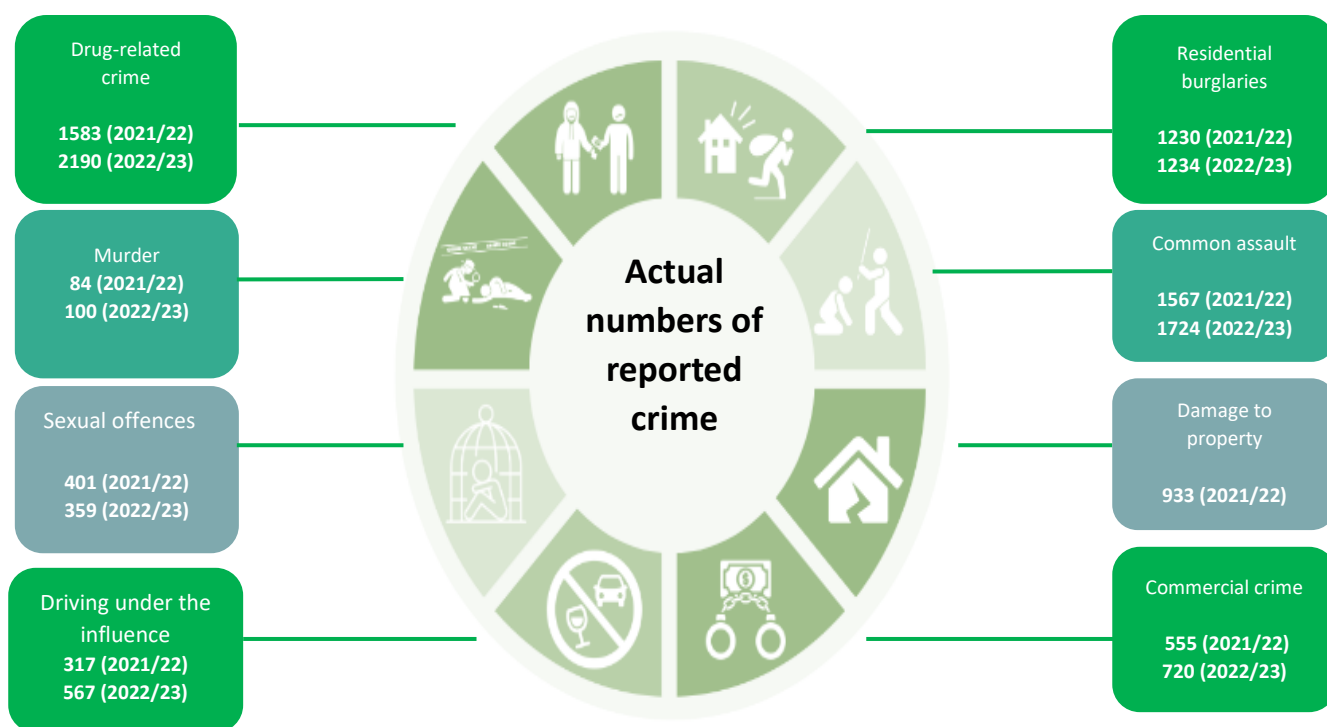 Drug-related
crime
1583 (2021/22)
2190 (2022/23)
Murder
84 (2021/22)
100 (2022/23)
Sexual offences
401 (2021/22)
359 (2022/23)
Driving under the
influence
317 (2021/22)
567 (2022/23)
Actual
numbers of
reported
crime
Residential
burglaries
1230 (2021/22)
1234 (2022/23)
Common assault
1567 (2021/22)
1724 (2022/23)
Damage to
property
933 (2021/22)
Commercial crime
555 (2021/22)
720 (2022/23)